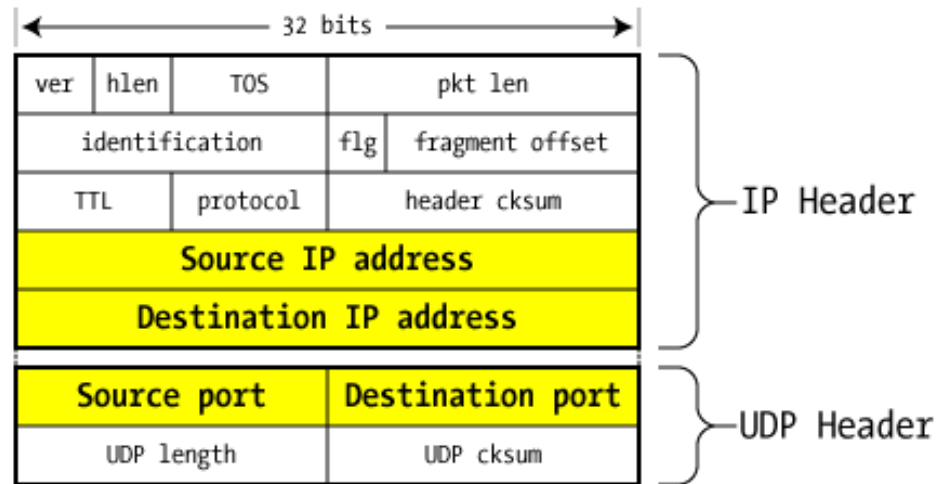 32 bits
ver hlen TOS pkt len
identification flg fragment offset
TTL protocol header cksum
IP Header
Source IP address
Destination IP address
Source port Destination port
UDP Header
UDP length UDP cksum